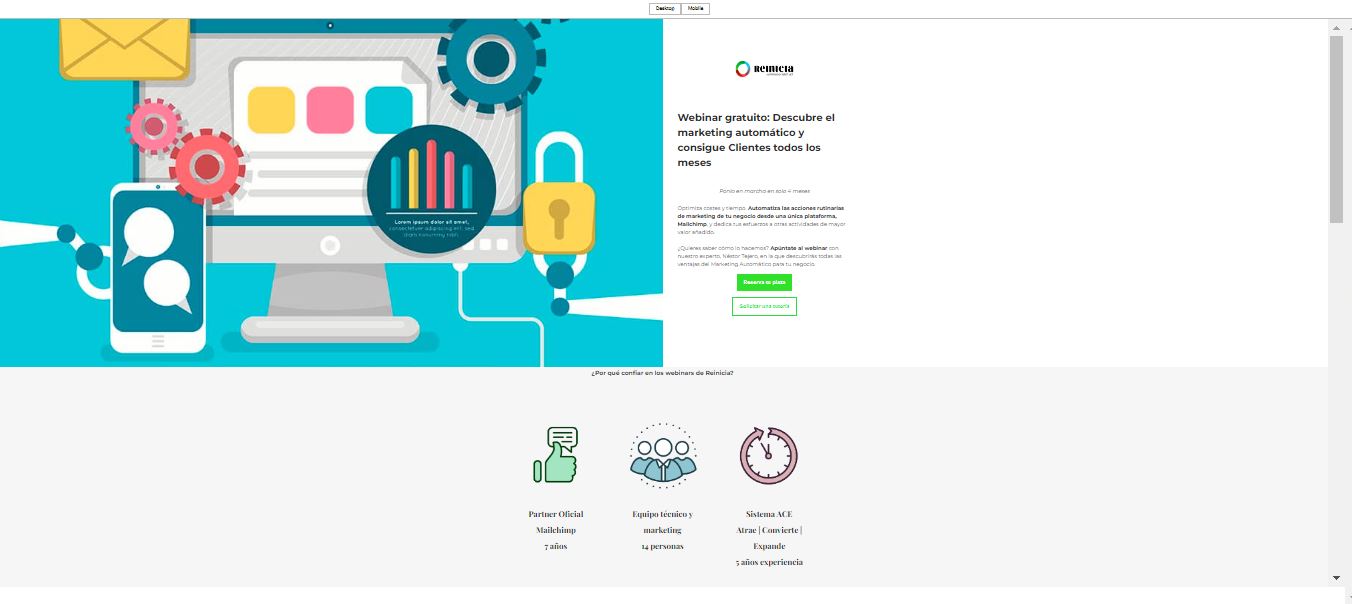 Desktop Mobile
Reinicia
Webinar gratuito: Descubre el
marketing automático y
consigue Clientes todos los
meses
Ponlo en marcha en solo 4 meses
Optimiza costes y tiempo. Automatiza las acciones rutinarias
de marketing de tu negocio desde una única plataforma,
Mailchimp, y dedica tus esfuerzos a otras actividades de mayor
valor añadido.
¿Quieres saber cómo lo hacemos? Apúntate al webinar con
nuestro experto, Néstor Tejero, en la que descubrirás todas las
ventajas del Marketing Automático para tu negocio.
Reserva tu plaza
Solicitar una tutoría
Lorem ipsum dolor sit amet,
consectetuer adipiscing elit, sed
diam nonummy nibh
¿Por qué confiar en los webinars de Reinicia?
Partner Oficial
Mailchimp
7 años
Equipo técnico y
marketing
14 personas
Sistema ACE
Atrae | Convierte |
Expande
5 años experiencia